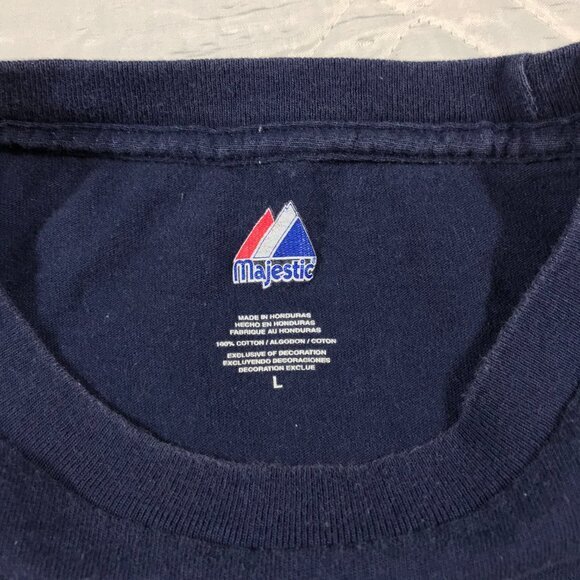 Majestic
MADE IN HONDURAS
HECHO EN HONDURAS
FABRIQUE AU HONDURAS
100% COTTON / ALGODON / COTON
EXCLUSIVE OF DECORATION
EXCLUYENDO DECORACIONES
DECORATION EXCLUE
L